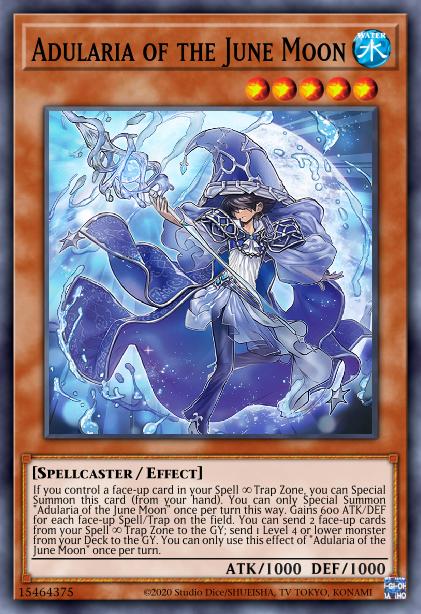 Adularia of the June Moon
WATER
水
[Spellcaster / Effect]
If you control a face-up card in your Spell ∞ Trap Zone, you can Special
Summon this card (from your hand). You can only Special Summon
"Adularia of the June Moon" once per turn this way. Gains 600 ATK/DEF
for each face-up Spell/Trap on the field. You can send 2 face-up cards
from your Spell ∞ Trap Zone to the GY; send 1 Level 4 or lower monster
from your Deck to the GY. You can only use this effect of "Adularia of the
June Moon" once per turn.
ATK/1000 DEF/1000
15464375
©2020 Studio Dice/SHUEISHA, TV TOKYO, KONAMI